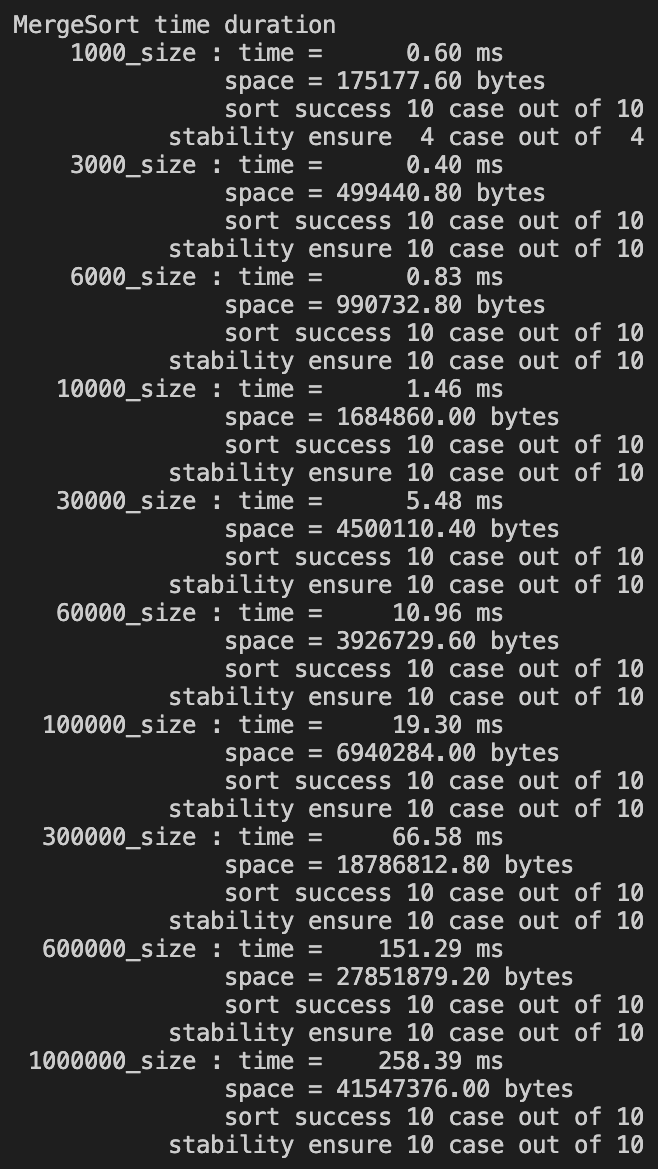 MergeSort time duration
1000_size : time = 0.60 ms
space = 175177.60 bytes
sort success 10 case out of 10
stability ensure 4 case out of 4
3000_size : time = 0.40 ms
space = 499440.80 bytes
sort success 10 case out of 10
stability ensure 10 case out of 10
6000_size : time = 0.83 ms
space = 990732.80 bytes
sort success 10 case out of 10
stability ensure 10 case out of 10
10000_size : time = 1.46 ms
space = 1684860.00 bytes
sort success 10 case out of 10
stability ensure 10 case out of 10
30000_size : time = 5.48 ms
space = 4500110.40 bytes
sort success 10 case out of 10
stability ensure 10 case out of 10
60000_size : time = 10.96 ms
space = 3926729.60 bytes
sort success 10 case out of 10
stability ensure 10 case out of 10
100000_size : time = 19.30 ms
space = 6940284.00 bytes
sort success 10 case out of 10
stability ensure 10 case out of 10
300000_size : time = 66.58 ms
space = 18786812.80 bytes
sort success 10 case out of 10
stability ensure 10 case out of 10
600000_size : time = 151.29 ms
space = 27851879.20 bytes
sort success 10 case out of 10
stability ensure 10 case out of 10
1000000_size : time = 258.39 ms
space = 41547376.00 bytes
sort success 10 case out of 10
stability ensure 10 case out of 10